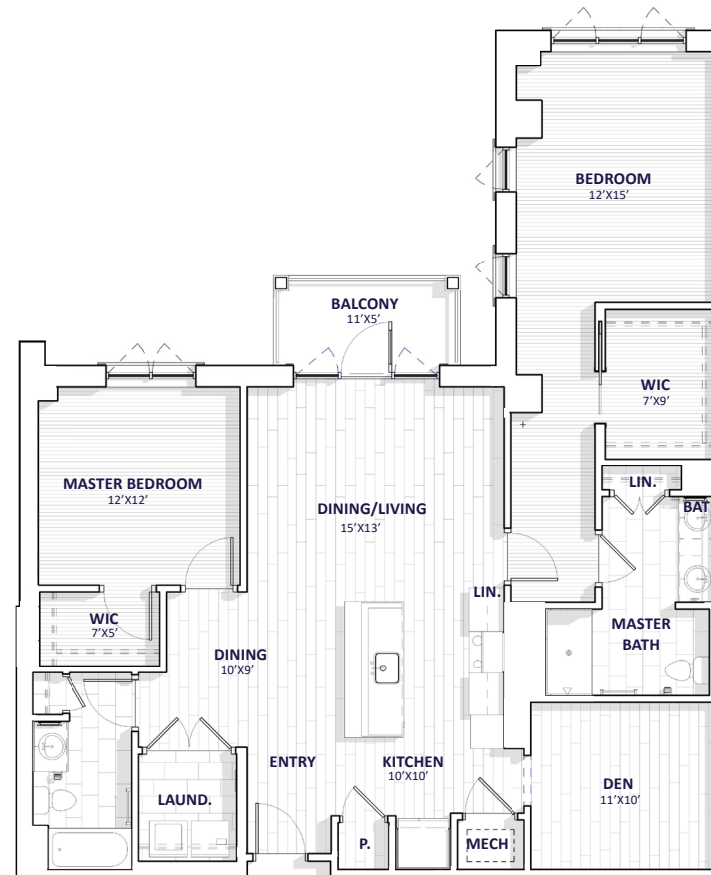 BEDROOM
12'X15'
BALCONY
11'X5'
WIC
7'X9'
MASTER BEDROOM
12'X12'
LIN.
DINING/LIVING
15'X13'
BAT
LIN.
WIC
7'X5'
MASTER
BATH
DINING
10'X9'
ENTRY
KITCHEN
10'X10'
DEN
11'X10'
LAUND.
P.
MECH